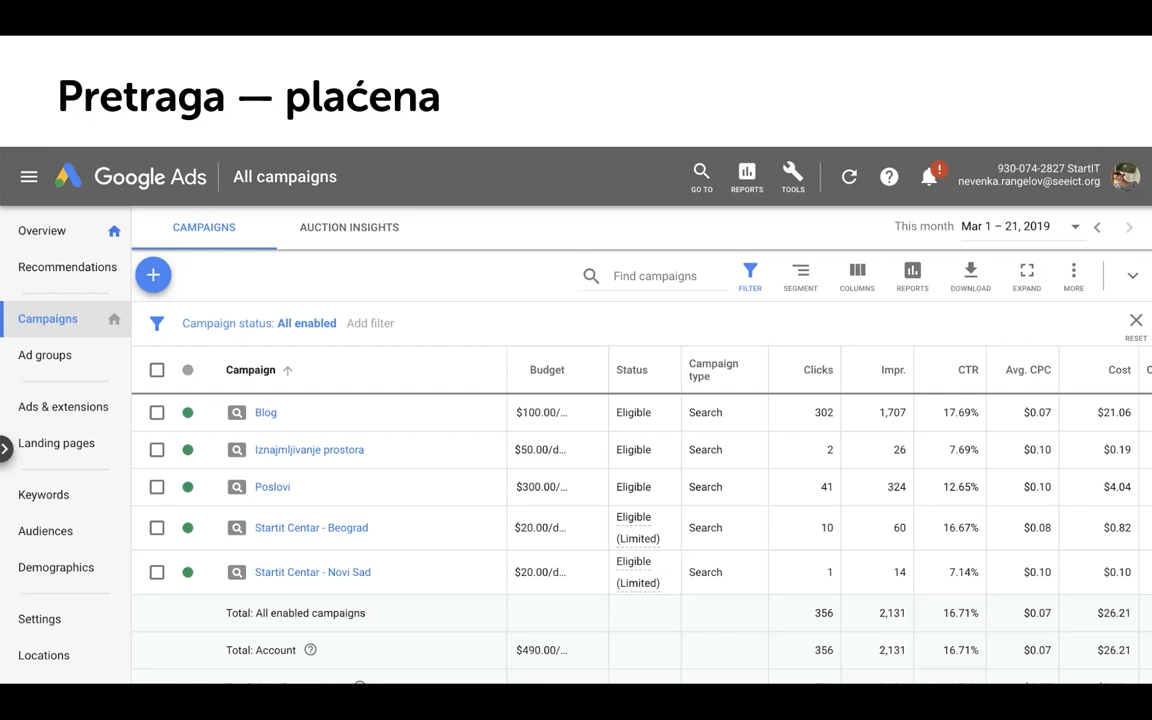 Pretraga — plaćena
Google Ads
All campaigns
GO TO
REPORTS
TOOLS
!
930-074-2827 StartIT
nevenka.rangelov@seeict.org
Overview
Recommendations
Campaigns
Ad groups
Ads & extensions
Landing pages
Keywords
Audiences
Demographics
Settings
Locations
CAMPAIGNS
AUCTION INSIGHTS
This month Mar 1 – 21, 2019
Find campaigns
FILTER
SEGMENT
COLUMNS
REPORTS
DOWNLOAD
EXPAND
MORE
Campaign status: All enabled Add filter
RESET
Campaign Budget Status Campaign type Clicks Impr. CTR Avg. CPC Cost
Blog $100.00/... Eligible Search 302 1,707 17.69% $0.07 $21.06
Iznajmljivanje prostora $50.00/d... Eligible Search 2 26 7.69% $0.10 $0.19
Poslovi $300.00/... Eligible Search 41 324 12.65% $0.10 $4.04
Startit Centar - Beograd $20.00/d... Eligible (Limited) Search 10 60 16.67% $0.08 $0.82
Startit Centar - Novi Sad $20.00/d... Eligible (Limited) Search 1 14 7.14% $0.10 $0.10
Total: All enabled campaigns 356 2,131 16.71% $0.07 $26.21
Total: Account $490.00/... 356 2,131 16.71% $0.07 $26.21